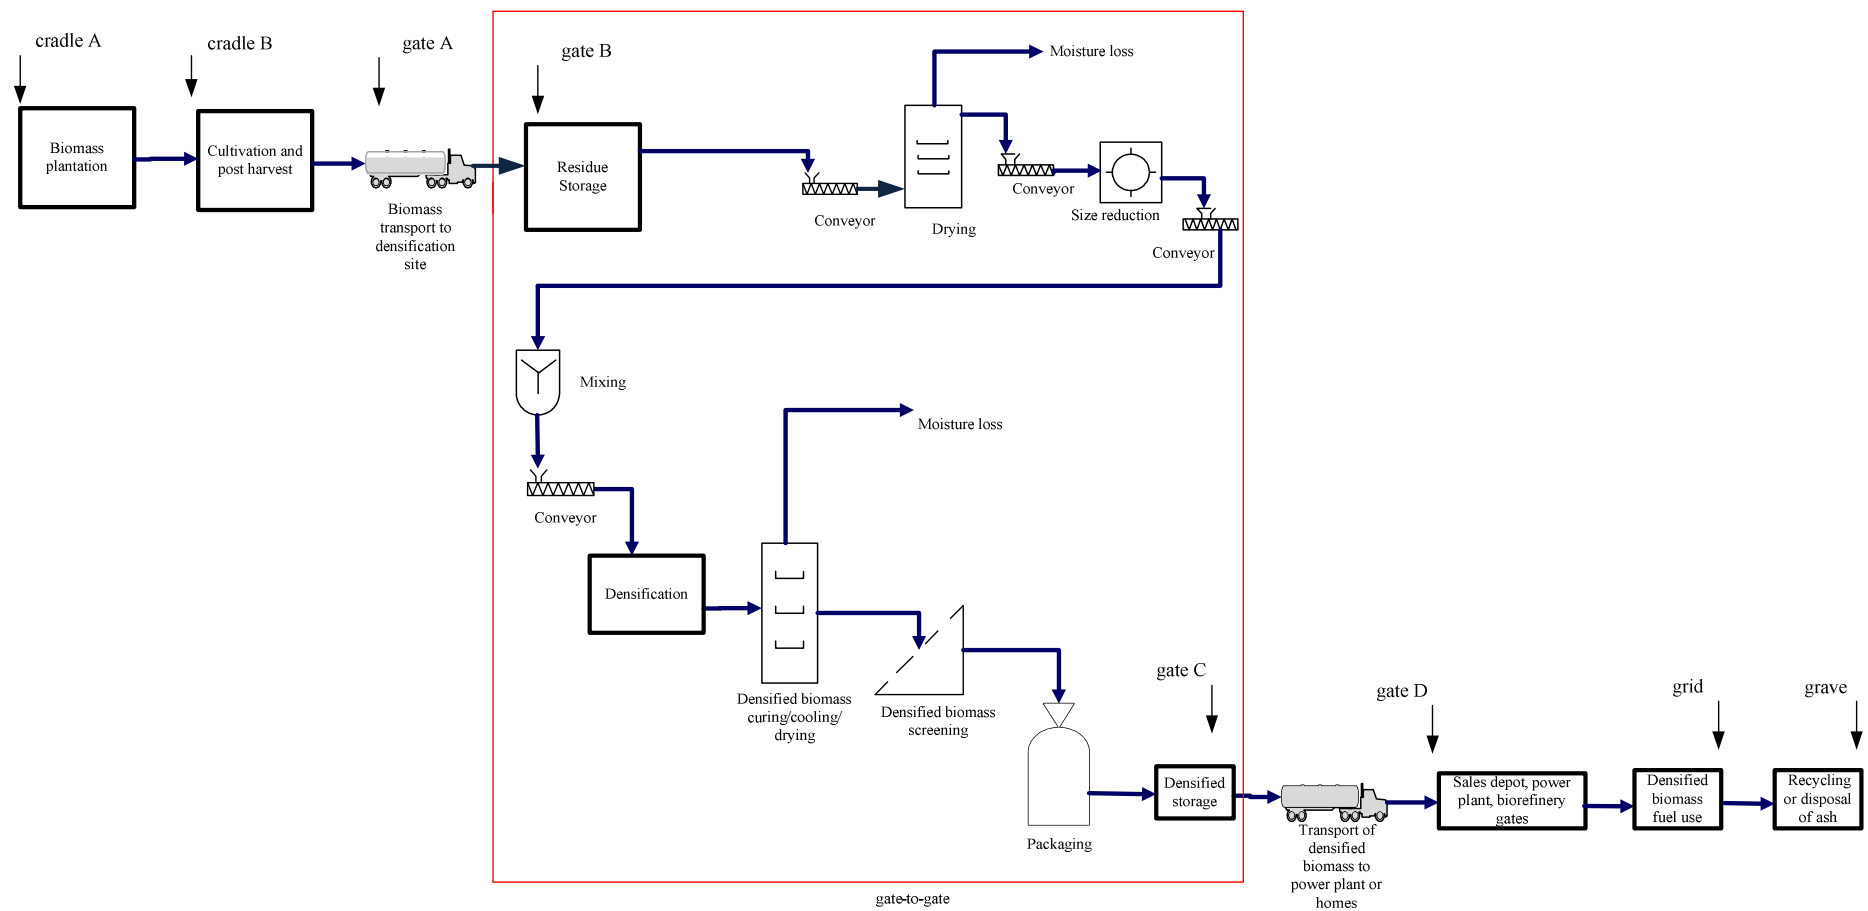 cradle A
cradle B
gate A
gate B
Moisture loss
Biomass
plantation
Cultivation and
post harvest
Biomass
transport to
densification
site
Residue
Storage
Conveyor
Drying
Conveyor
Size reduction
Conveyor
Mixing
Conveyor
Moisture loss
Densification
Densified biomass
curing/cooling/
drying
Densified biomass
screening
Packaging
gate C
Densified
storage
gate-to-gate
Transport of
densified
biomass to
power plant or
homes
gate D
Sales depot, power
plant, biorefinery
gates
grid
Densified
biomass
fuel use
grave
Recycling
or disposal
of ash